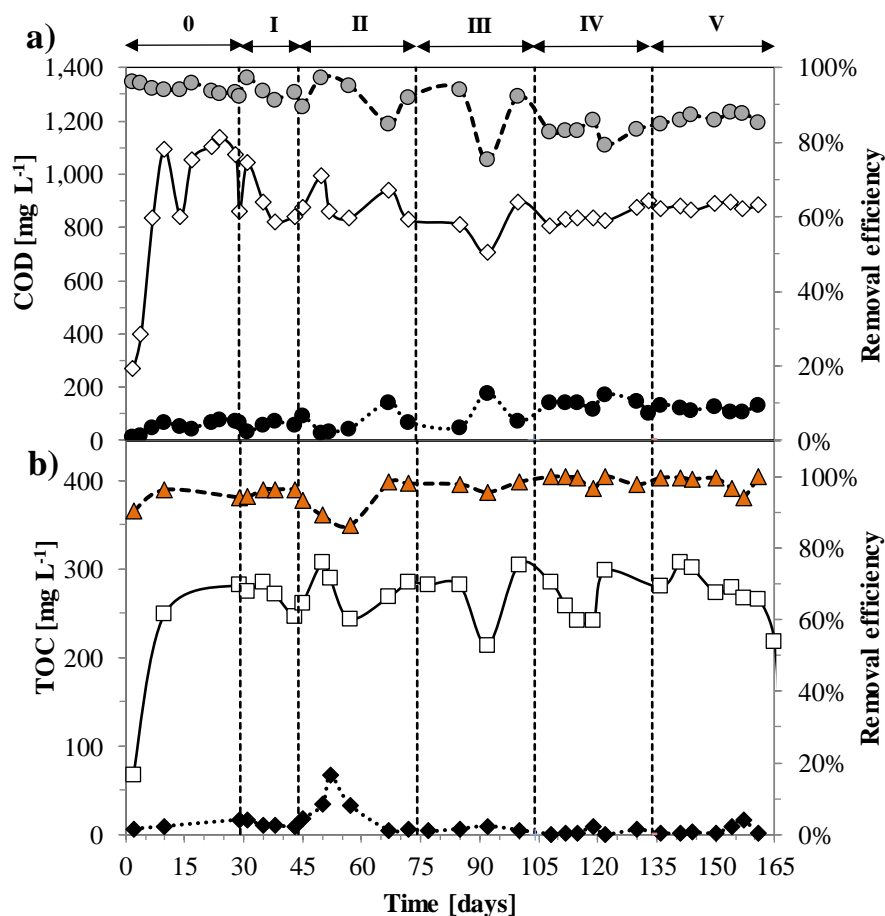 0 I II III IV V
a)
1,400 100%
1,200 80%
1,000
800 60%
600 40%
400 20%
200
0 0%
COD [mg L-1]
Removal efficiency
b)
400 100%
300 80%
60%
200 40%
100 20%
0 0%
TOC [mg L-1]
Removal efficiency
0 15 30 45 60 75 90 105 120 135 150 165
Time [days]